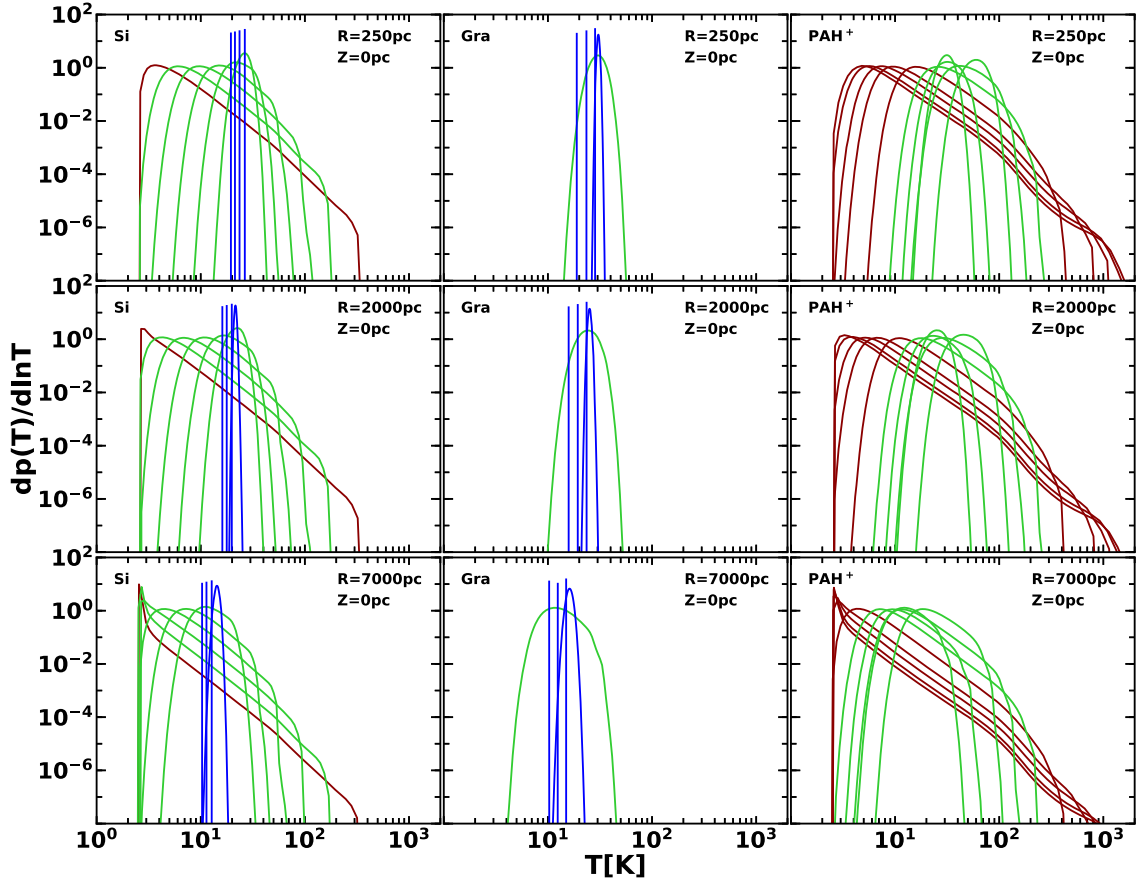 Si
R=250pc
Z=0pc
Gra
R=250pc
Z=0pc
PAH⁺
R=250pc
Z=0pc
10²
10⁰
10⁻²
10⁻⁴
10⁻⁶
Si
R=2000pc
Z=0pc
Gra
R=2000pc
Z=0pc
PAH⁺
R=2000pc
Z=0pc
10²
10⁰
10⁻²
10⁻⁴
10⁻⁶
dp(T)/dlnT
Si
R=7000pc
Z=0pc
Gra
R=7000pc
Z=0pc
PAH⁺
R=7000pc
Z=0pc
10²
10⁰
10⁻²
10⁻⁴
10⁻⁶
10⁰ 10¹ 10² 10³ 10¹ 10² 10³ 10¹ 10² 10³
T[K]